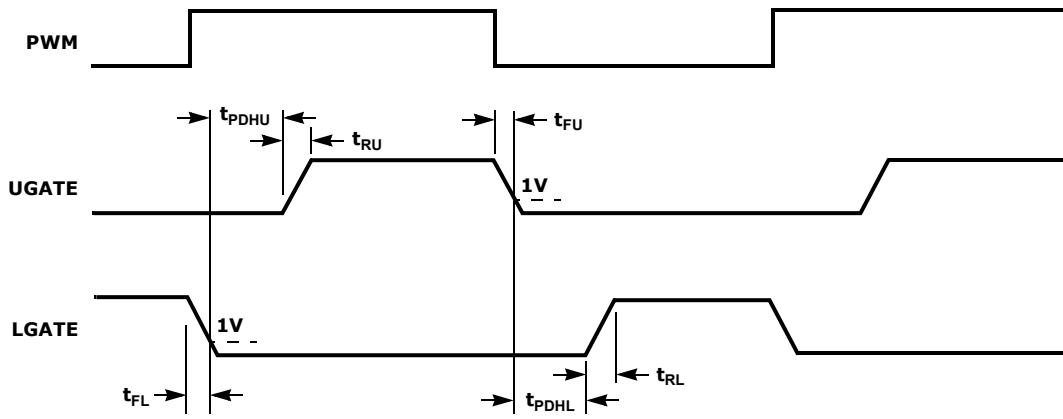 PWM
tPDHU
tFU
tRU
UGATE
1V
LGATE
1V
tFL
tRL
tPDHL